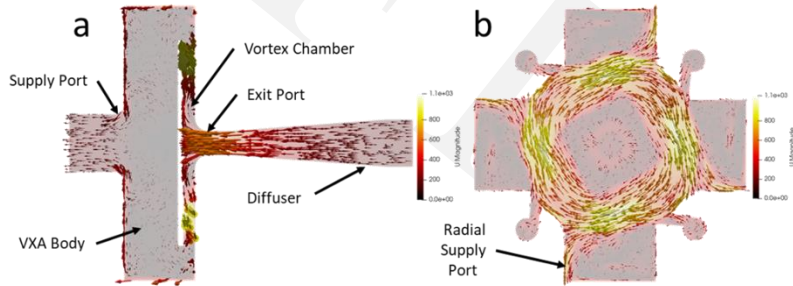 a
Vortex Chamber
Supply Port
Exit Port
Diffuser
VXA Body
1.1e+03
800
600
400
200
0.0e+00
U Magnitude
b
Radial
Supply
Port
1.1e+03
800
600
400
200
0.0e+00
U Magnitude